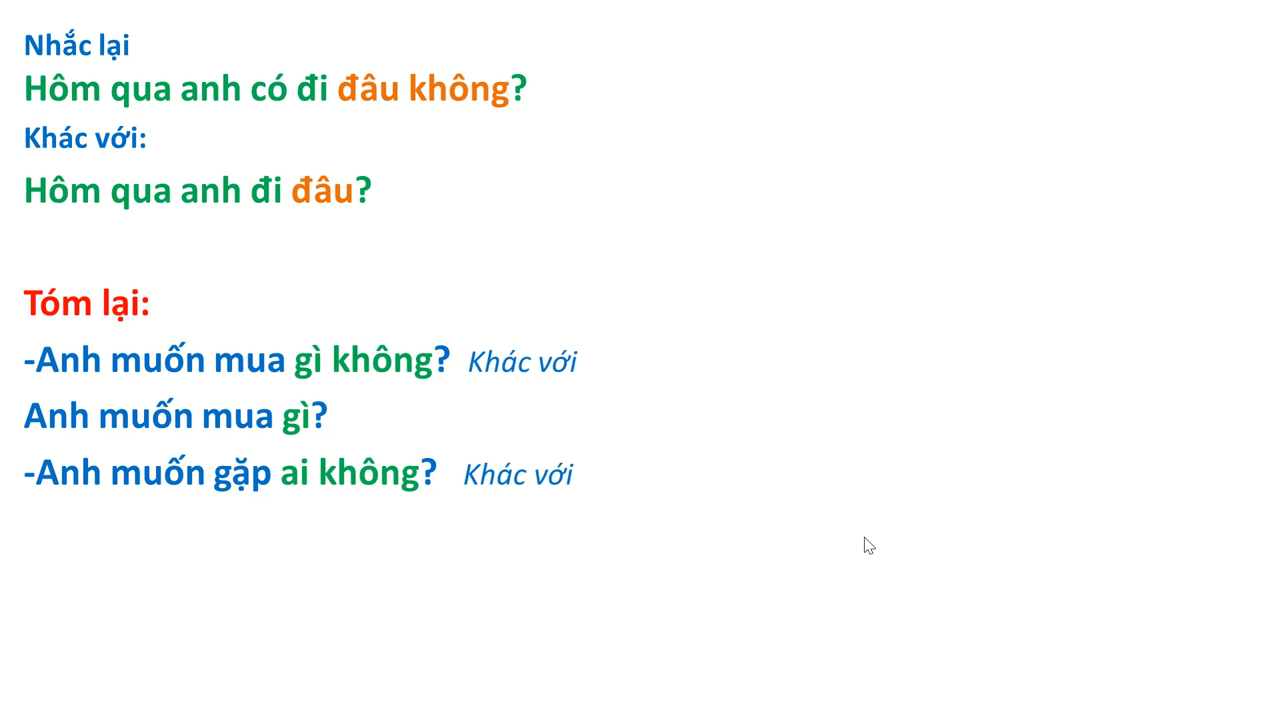 Nhắc lại
Hôm qua anh có đi đâu không?
Khác với:
Hôm qua anh đi đâu?
Tóm lại:
-Anh muốn mua gì không? Khác với
Anh muốn mua gì?
-Anh muốn gặp ai không? Khác với